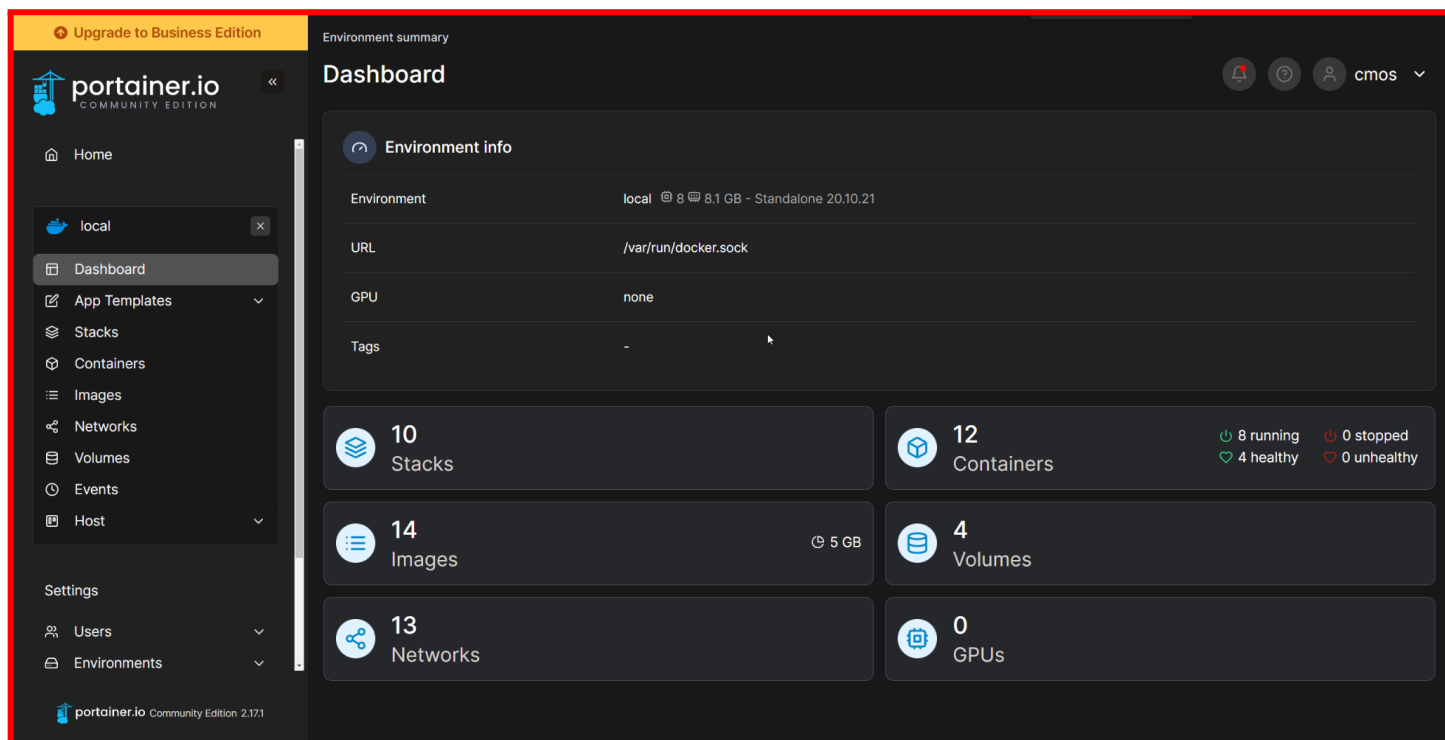 Upgrade to Business Edition
portainer.io
COMMUNITY EDITION
Home
local
Dashboard
App Templates
Stacks
Containers
Images
Networks
Volumes
Events
Host
Settings
Users
Environments
portainer.io Community Edition 2.17.1
Environment summary
Dashboard
cmos
Environment info
Environment local 8 8.1 GB - Standalone 20.10.21
URL /var/run/docker.sock
GPU none
Tags -
10
Stacks
12
Containers
8 running 0 stopped
4 healthy 0 unhealthy
14
Images
5 GB
4
Volumes
13
Networks
0
GPUs